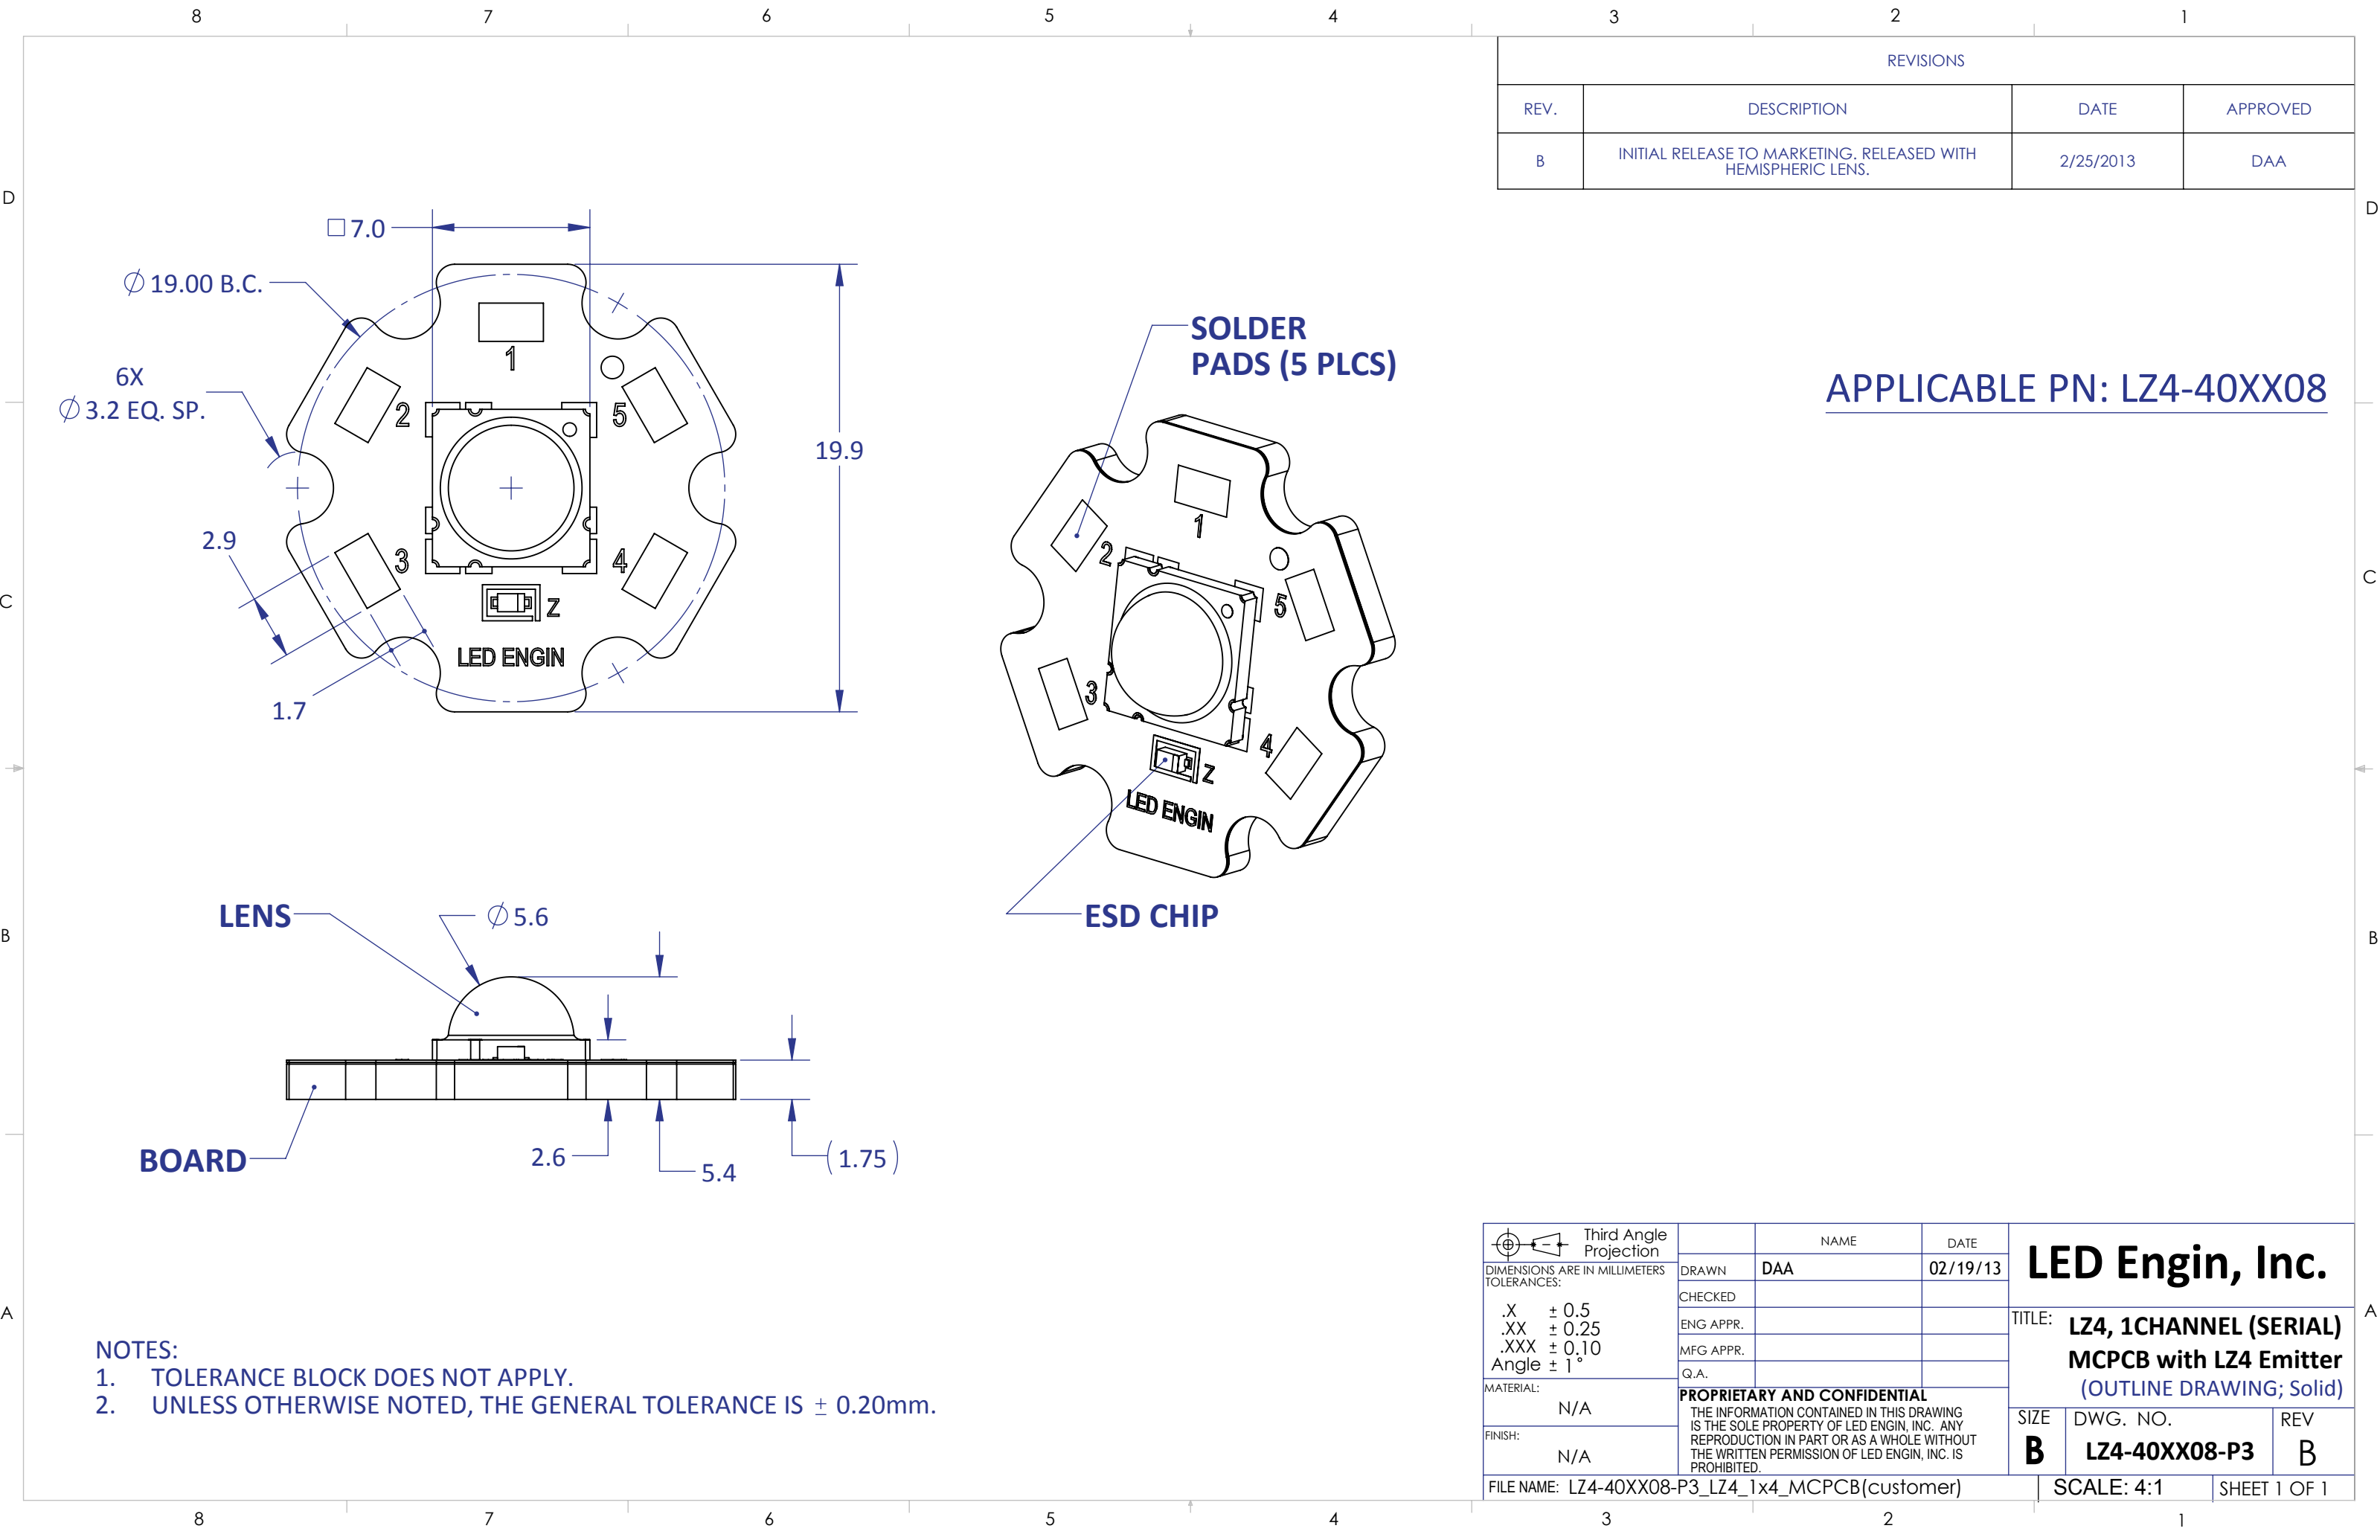 8 7 6 5 4 3 2 1
REVISIONS
REV. DESCRIPTION DATE APPROVED
B INITIAL RELEASE TO MARKETING. RELEASED WITH 2/25/2013 DAA
HEMISPHERIC LENS.
D D
□ 7.0
∅ 19.00 B.C.
6X
∅ 3.2 EQ. SP.
2.9
1.7
19.9
1
2
3
4
5
Z
LED ENGIN
SOLDER
PADS (5 PLCS)
1
2
3
4
5
Z
LED ENGIN
ESD CHIP
APPLICABLE PN: LZ4-40XX08
C C
B B
LENS
∅ 5.6
BOARD
2.6
5.4
(1.75)
A A
NOTES:
1. TOLERANCE BLOCK DOES NOT APPLY.
2. UNLESS OTHERWISE NOTED, THE GENERAL TOLERANCE IS ± 0.20mm.
Third Angle
Projection
DIMENSIONS ARE IN MILLIMETERS
TOLERANCES:
.X ± 0.5
.XX ± 0.25
.XXX ± 0.10
Angle ± 1°
MATERIAL:
N/A
FINISH:
N/A
NAME DATE
DRAWN DAA 02/19/13
CHECKED
ENG APPR.
MFG APPR.
Q.A.
PROPRIETARY AND CONFIDENTIAL
THE INFORMATION CONTAINED IN THIS DRAWING
IS THE SOLE PROPERTY OF LED ENGIN, INC. ANY
REPRODUCTION IN PART OR AS A WHOLE WITHOUT
THE WRITTEN PERMISSION OF LED ENGIN, INC. IS
PROHIBITED.
LED Engin, Inc.
TITLE: LZ4, 1CHANNEL (SERIAL)
MCPCB with LZ4 Emitter
(OUTLINE DRAWING; Solid)
SIZE DWG. NO. REV
B LZ4-40XX08-P3 B
FILE NAME: LZ4-40XX08-P3_LZ4_1x4_MCPCB(customer) SCALE: 4:1 SHEET 1 OF 1
8 7 6 5 4 3 2 1